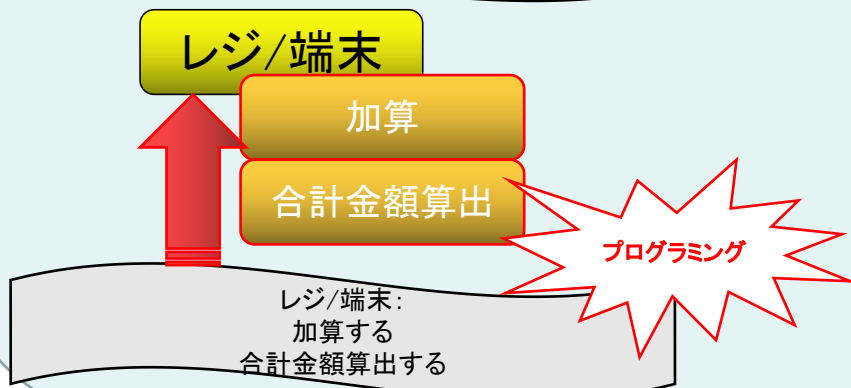 レジ/端末
加算
合計金額算出
プログラミング
レジ/端末:
加算する
合計金額算出する